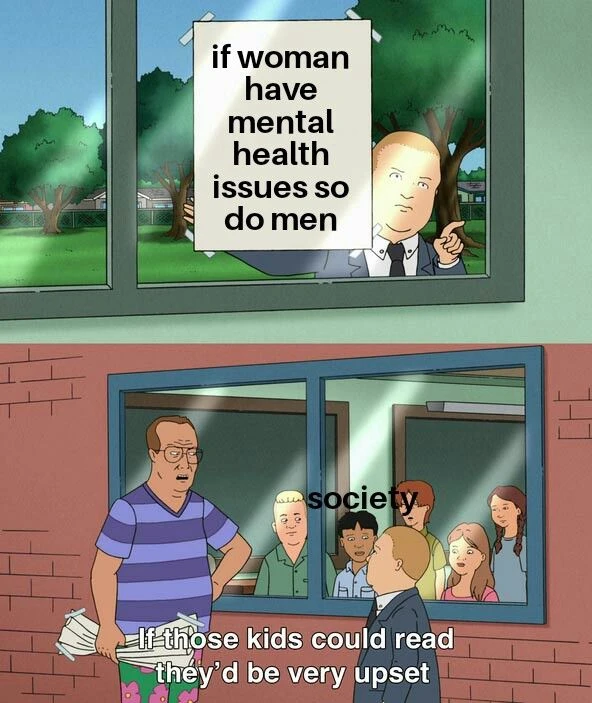 if woman
have
mental
health
issues so
do men
society
If those kids could read
they'd be very upset